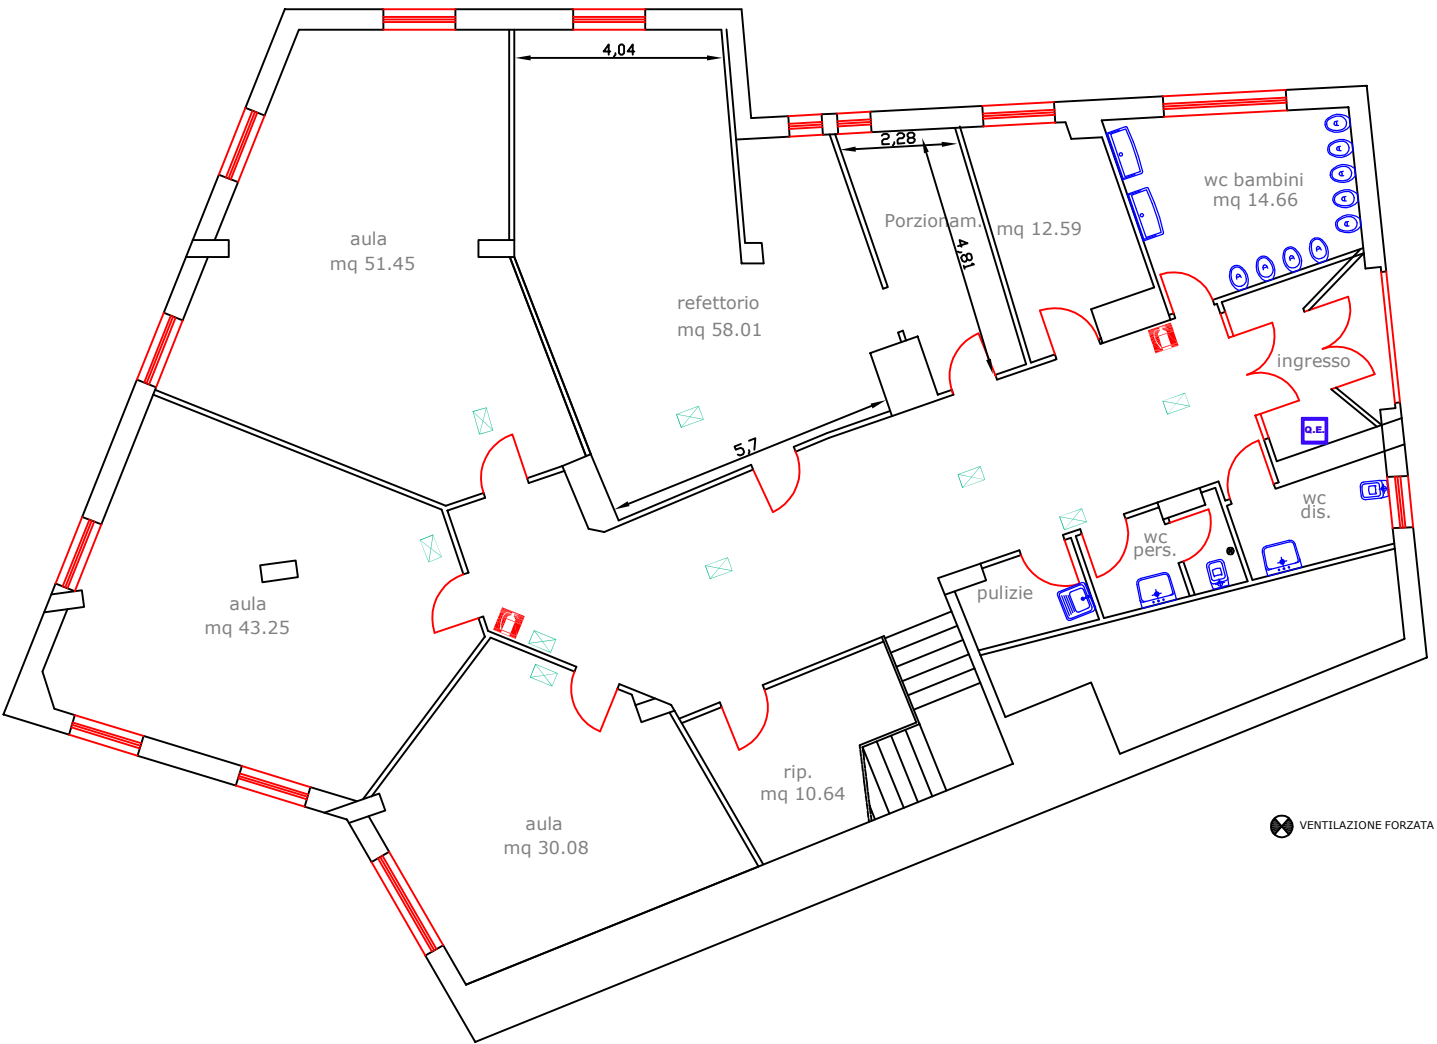 4,04
2,28
wc bambini
mq 14.66
aula
mq 51.45
Porzionam.
mq 12.59
4,81
refettorio
mq 58.01
ingresso
Q.E.
5,7
wc
dis.
wc
pers.
pulizie
aula
mq 43.25
rip.
mq 10.64
aula
mq 30.08
VENTILAZIONE FORZATA